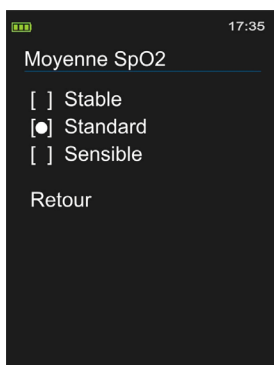 17:35
Moyenne SpO2
[ ] Stable
[●] Standard
[ ] Sensible
Retour